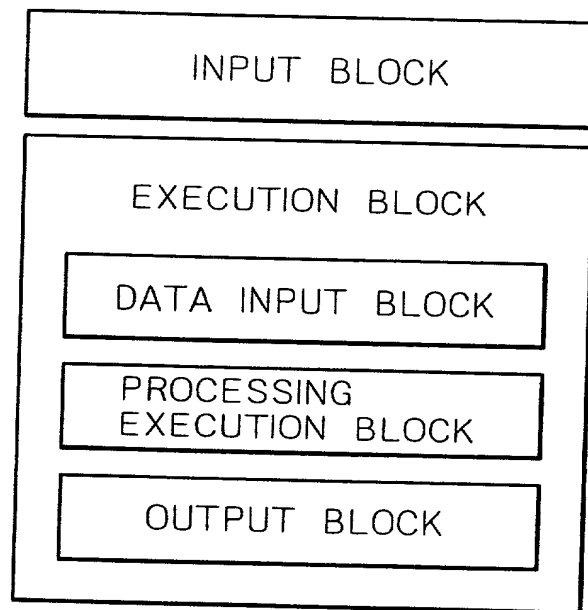 INPUT BLOCK
EXECUTION BLOCK
DATA INPUT BLOCK
PROCESSING
EXECUTION BLOCK
OUTPUT BLOCK